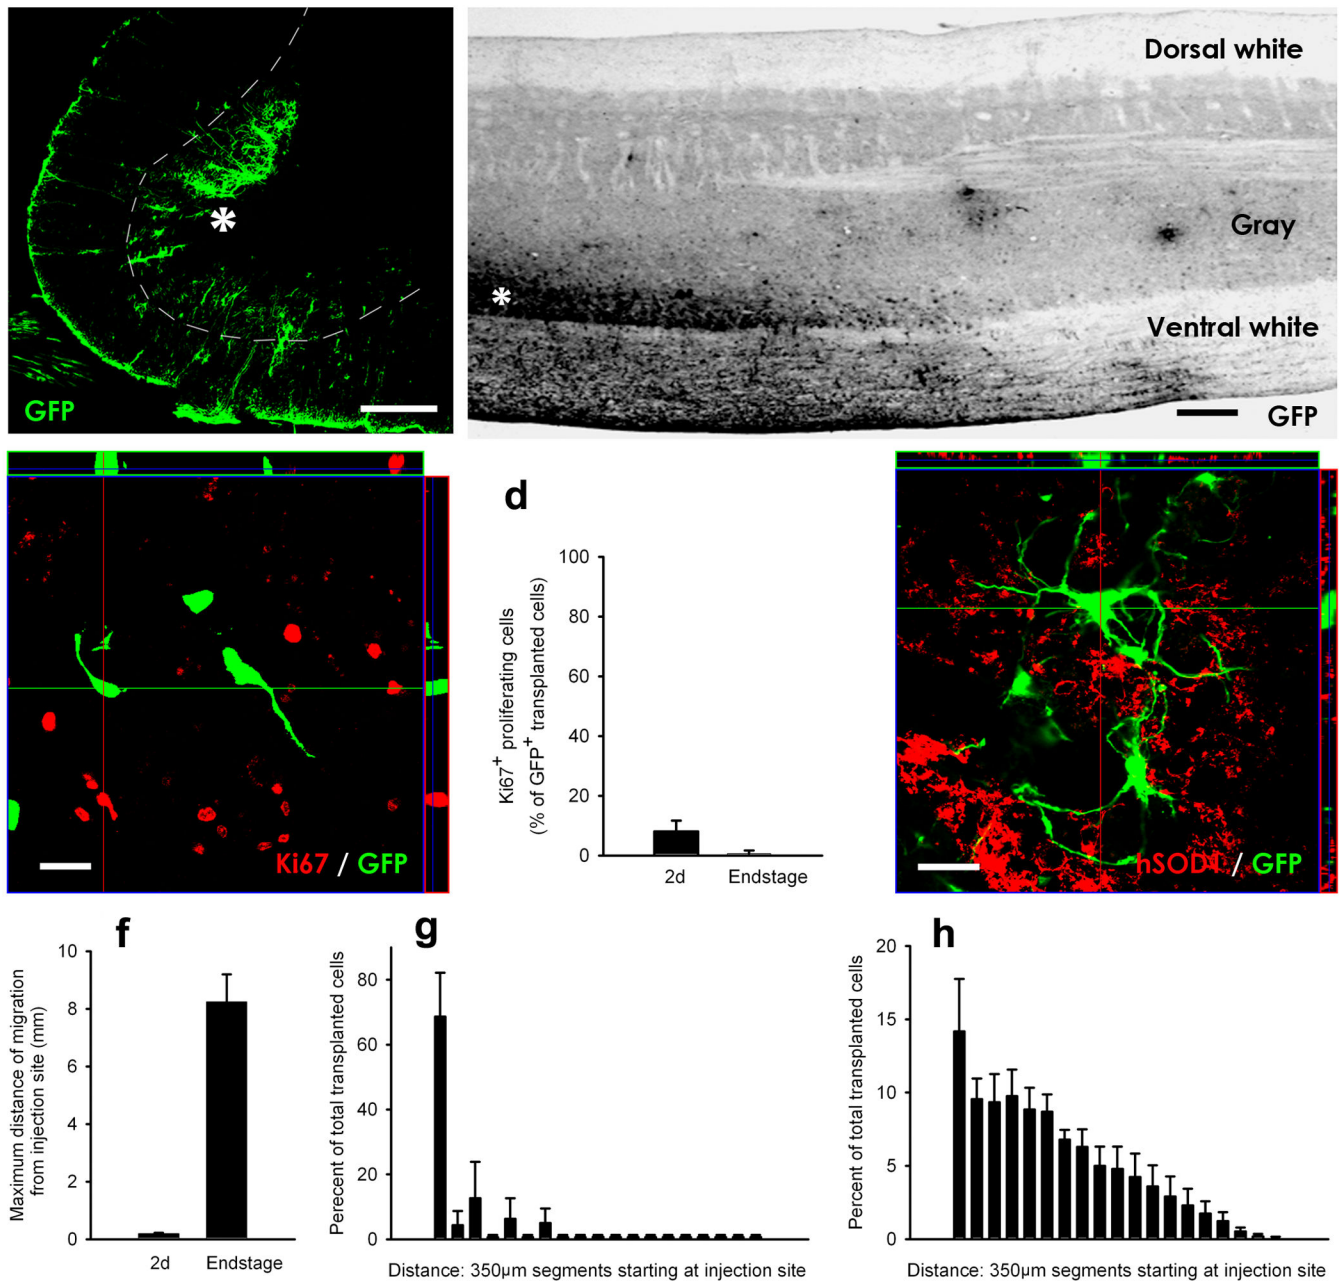 Dorsal white
*
Gray
*
Ventral white
GFP
GFP
d
100
80
60
40
20
0
Ki67+ proliferating cells
(% of GFP+ transplanted cells)
2d Endstage
Ki67 / GFP
hSOD1 / GFP
f
10
8
6
4
2
0
Maximum distance of migration
from injection site (mm)
2d Endstage
g
80
60
40
20
0
Perecent of total transplanted cells
Distance: 350µm segments starting at injection site
h
20
15
10
5
0
Percent of total transplanted cells
Distance: 350µm segments starting at injection site